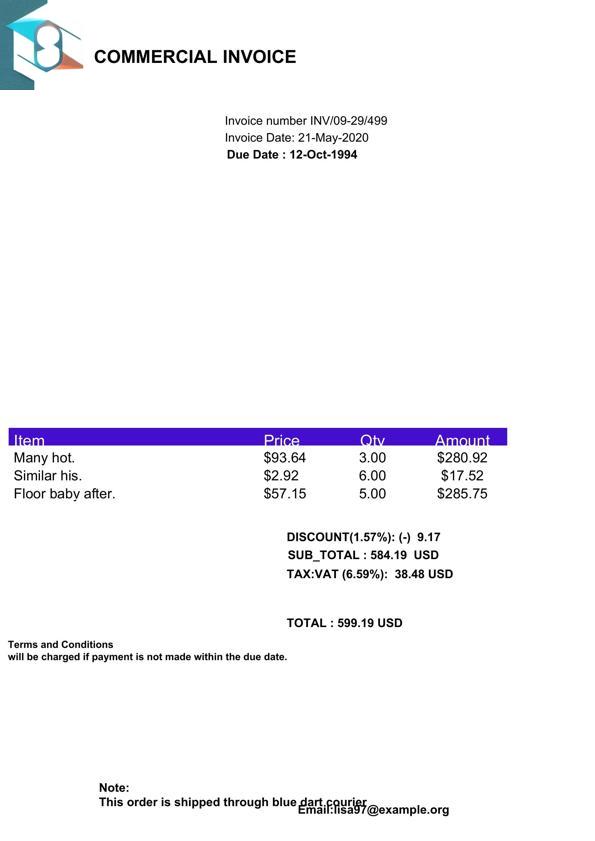 COMMERCIAL INVOICE
Invoice number INV/09-29/499
Invoice Date: 21-May-2020
Due Date : 12-Oct-1994
Item Price Qty Amount
Many hot. $93.64 3.00 $280.92
Similar his. $2.92 6.00 $17.52
Floor baby after. $57.15 5.00 $285.75
DISCOUNT(1.57%): (-) 9.17
SUB_TOTAL : 584.19 USD
TAX:VAT (6.59%): 38.48 USD
TOTAL : 599.19 USD
Terms and Conditions
will be charged if payment is not made within the due date.
Note:
This order is shipped through blue dart courier
Email:lisa97@example.org